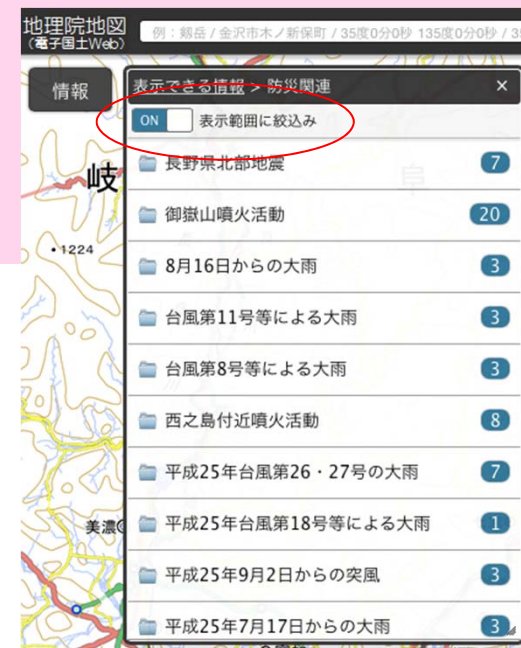 地理院地図
(電子国土Web)
例：剱岳 / 金沢市木ノ新保町 / 35度0分0秒 135度0分0秒 / 35
情報
表示できる情報 > 防災関連
×
ON
表示範囲に絞込み
岐
阜
長野県北部地震
7
御嶽山噴火活動
20
・1224
8月16日からの大雨
3
台風第11号等による大雨
3
台風第8号等による大雨
3
西之島付近噴火活動
8
平成25年台風第26・27号の大雨
7
美濃
平成25年台風第18号等による大雨
1
平成25年9月2日からの突風
3
平成25年7月17日からの大雨
3